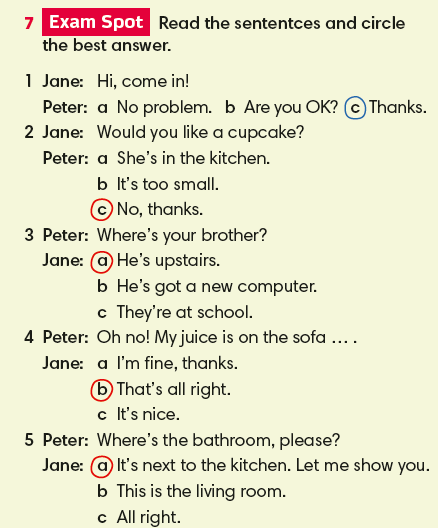 7 Exam Spot Read the sententces and circle
the best answer.
1 Jane: Hi, come in!
Peter: a No problem. b Are you OK? c Thanks.
2 Jane: Would you like a cupcake?
Peter: a She's in the kitchen.
b It's too small.
c No, thanks.
3 Peter: Where's your brother?
Jane: a He's upstairs.
b He's got a new computer.
c They're at school.
4 Peter: Oh no! My juice is on the sofa ... .
Jane: a I'm fine, thanks.
b That's all right.
c It's nice.
5 Peter: Where's the bathroom, please?
Jane: a It's next to the kitchen. Let me show you.
b This is the living room.
c All right.